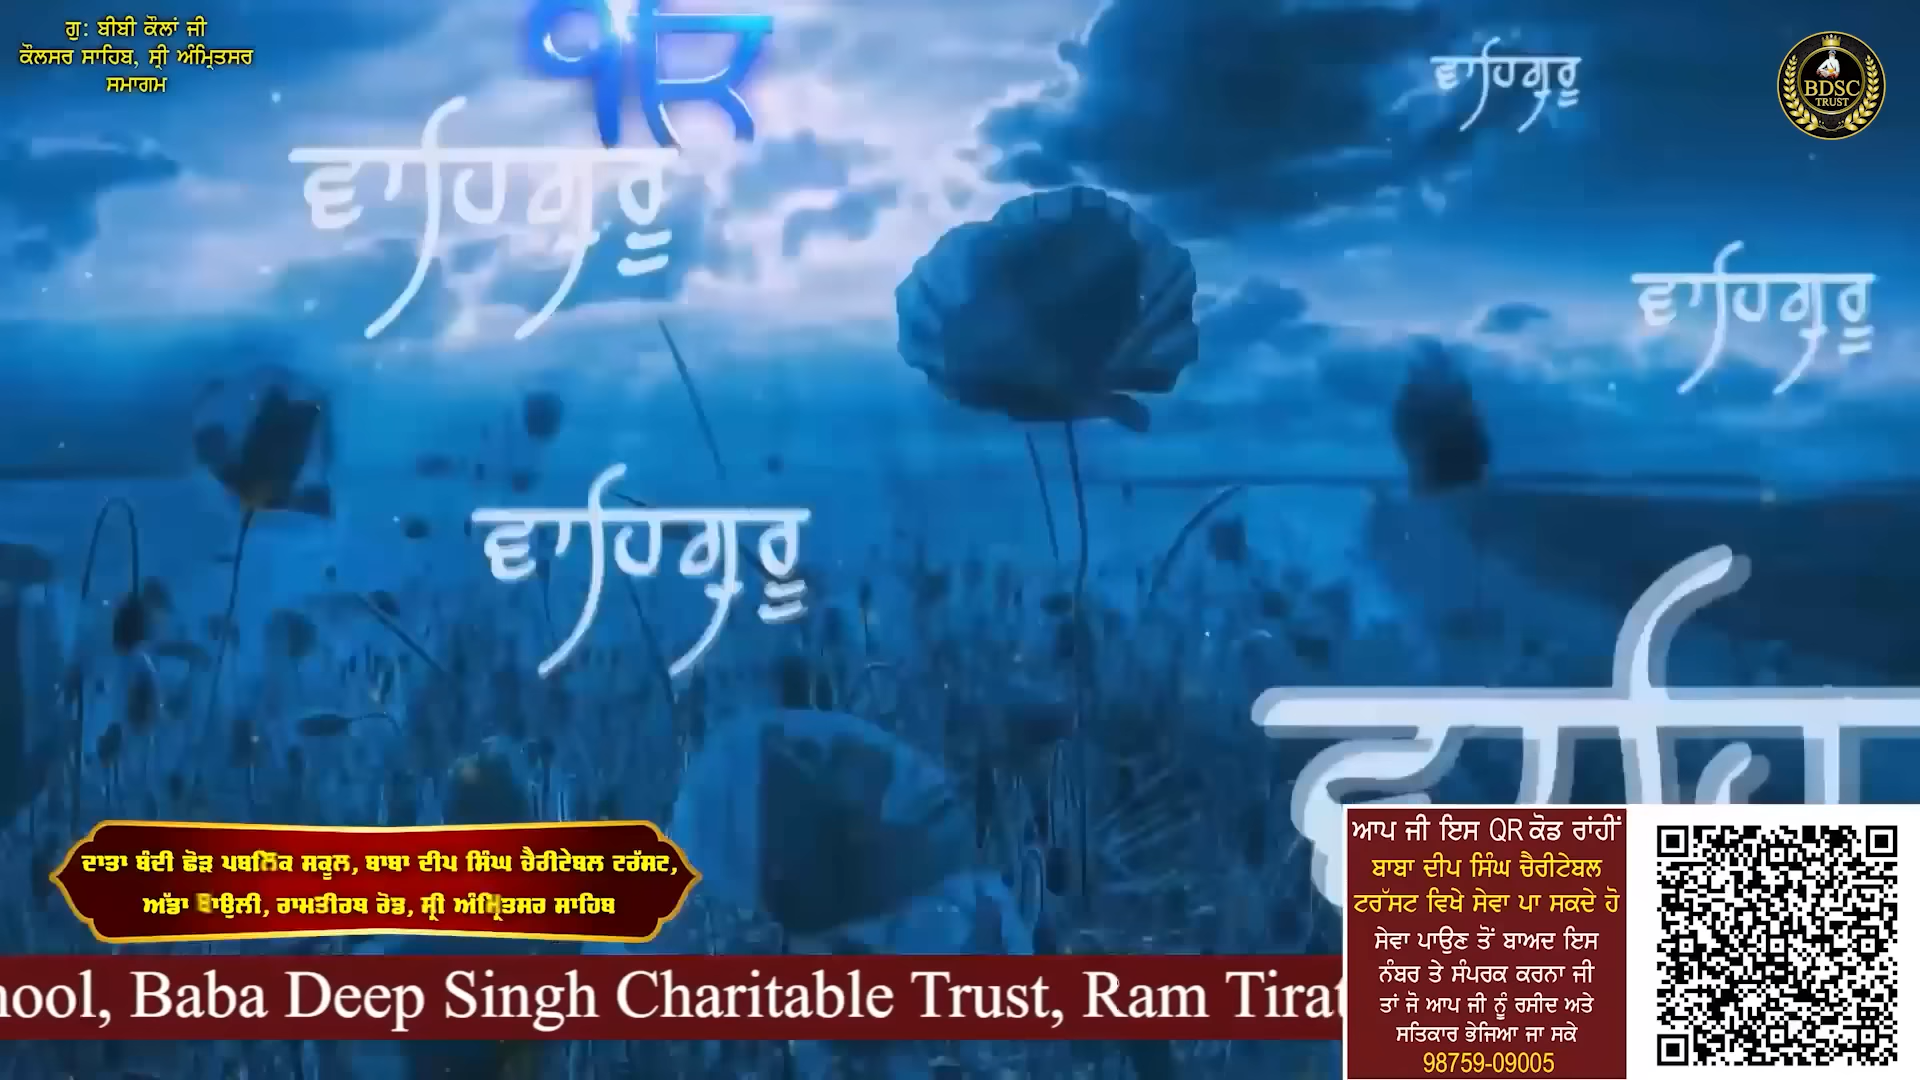 ਗੁ: ਬੀਬੀ ਕੌਲਾਂ ਜੀ
ਕੌਲਸਰ ਸਾਹਿਬ, ਸ੍ਰੀ ਅੰਮ੍ਰਿਤਸਰ
ਸਮਾਗਮ
BDSC
TRUST
ਵਾਹਿਗੁਰੂ
ਵਾਹਿਗੁਰੂ
ਵਾਹਿਗੁਰੂ
ਵਾਹਿਗੁਰੂ
ਵਾਹਿ
ਦਾਤਾ ਬੰਦੀ ਛੋੜ ਪਬਲਿਕ ਸਕੂਲ, ਬਾਬਾ ਦੀਪ ਸਿੰਘ ਚੈਰੀਟੇਬਲ ਟਰੱਸਟ,
ਅੱਡਾ ਬਾਉਲੀ, ਰਾਮਤੀਰਥ ਰੋਡ, ਸ੍ਰੀ ਅੰਮ੍ਰਿਤਸਰ ਸਾਹਿਬ
hool, Baba Deep Singh Charitable Trust, Ram Tirat
ਆਪ ਜੀ ਇਸ QR ਕੋਡ ਰਾਂਹੀਂ
ਬਾਬਾ ਦੀਪ ਸਿੰਘ ਚੈਰੀਟੇਬਲ
ਟਰੱਸਟ ਵਿਖੇ ਸੇਵਾ ਪਾ ਸਕਦੇ ਹੋ
ਸੇਵਾ ਪਾਉਣ ਤੋਂ ਬਾਅਦ ਇਸ
ਨੰਬਰ ਤੇ ਸੰਪਰਕ ਕਰਨਾ ਜੀ
ਤਾਂ ਜੋ ਆਪ ਜੀ ਨੂੰ ਰਸੀਦ ਅਤੇ
ਸਤਿਕਾਰ ਭੇਜਿਆ ਜਾ ਸਕੇ
98759-09005